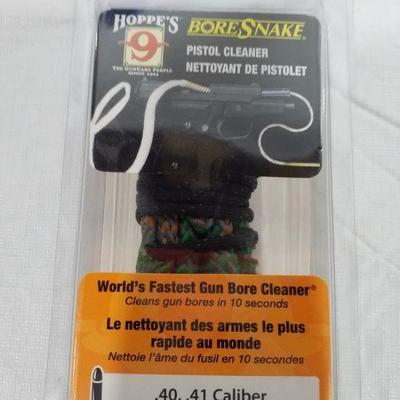 HOPPE'S
9
THE GUNCARE PEOPLE
SINCE 1903
BORESNAKE
PISTOL CLEANER
NETTOYANT DE PISTOLET
World's Fastest Gun Bore Cleaner®
Cleans gun bores in 10 seconds
Le nettoyant des armes le plus
rapide au monde
Nettoie l'âme du fusil en 10 secondes
.40, .41 Caliber